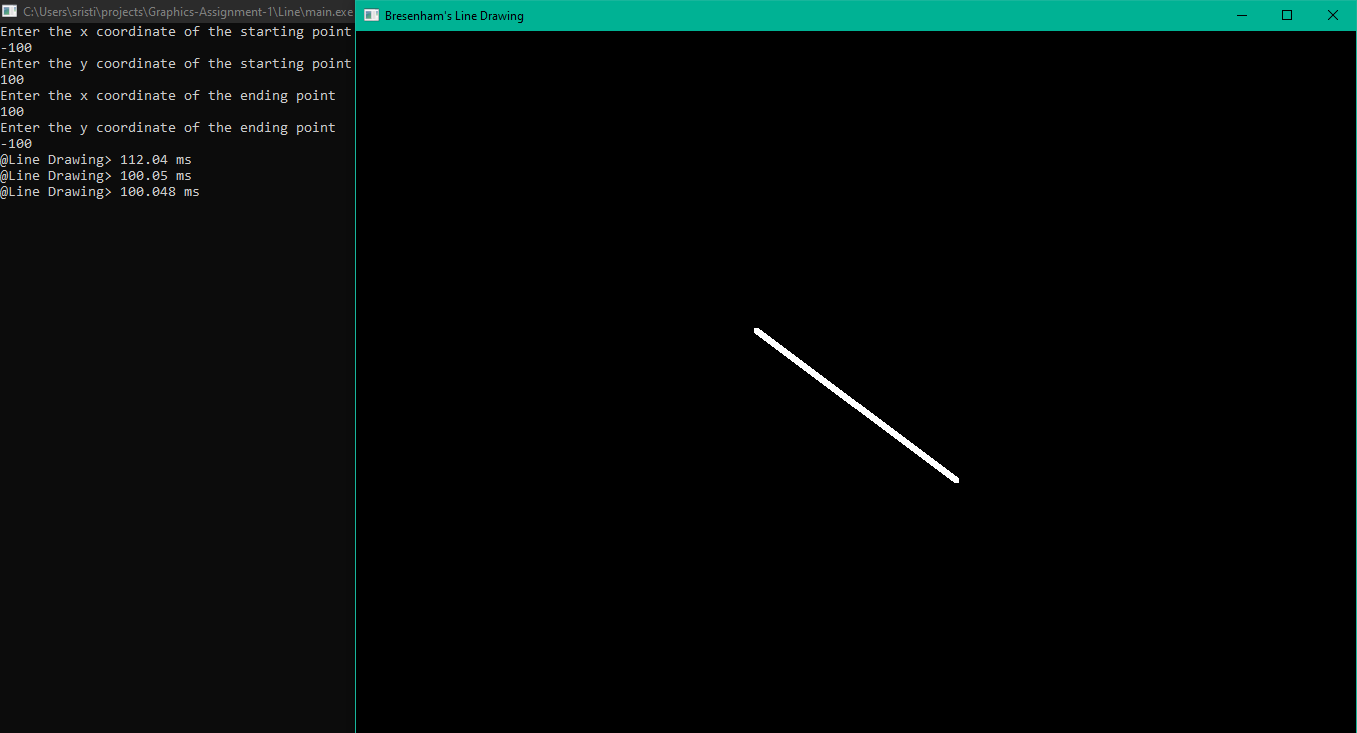 C:\Users\sristi\projects\Graphics-Assignment-1\Line\main.exe
Enter the x coordinate of the starting point
-100
Enter the y coordinate of the starting point
100
Enter the x coordinate of the ending point
100
Enter the y coordinate of the ending point
-100
@Line Drawing> 112.04 ms
@Line Drawing> 100.05 ms
@Line Drawing> 100.048 ms
Bresenham's Line Drawing